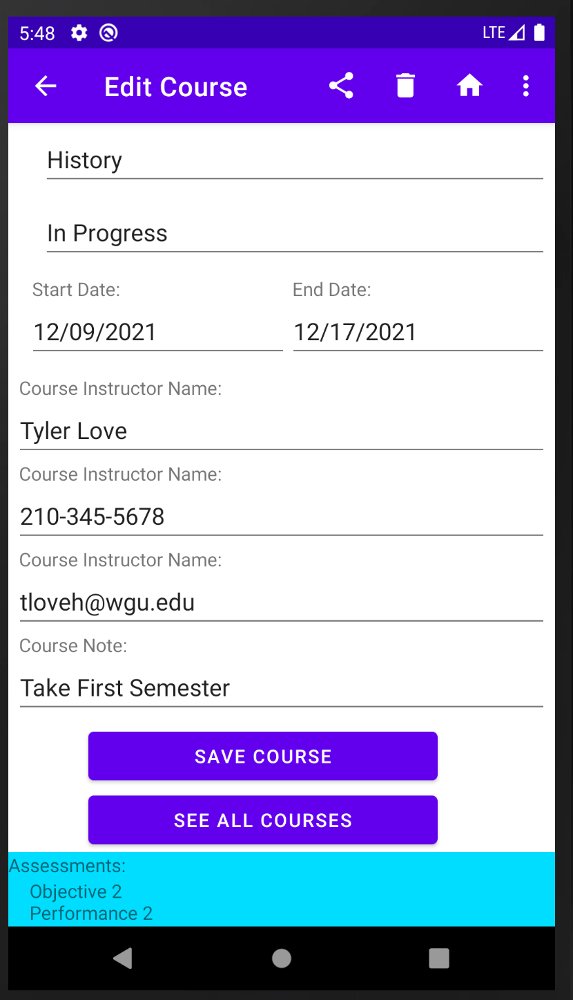 5:48 LTE
Edit Course
History
In Progress
Start Date: End Date:
12/09/2021 12/17/2021
Course Instructor Name:
Tyler Love
Course Instructor Name:
210-345-5678
Course Instructor Name:
tloveh@wgu.edu
Course Note:
Take First Semester
SAVE COURSE
SEE ALL COURSES
Assessments:
Objective 2
Performance 2